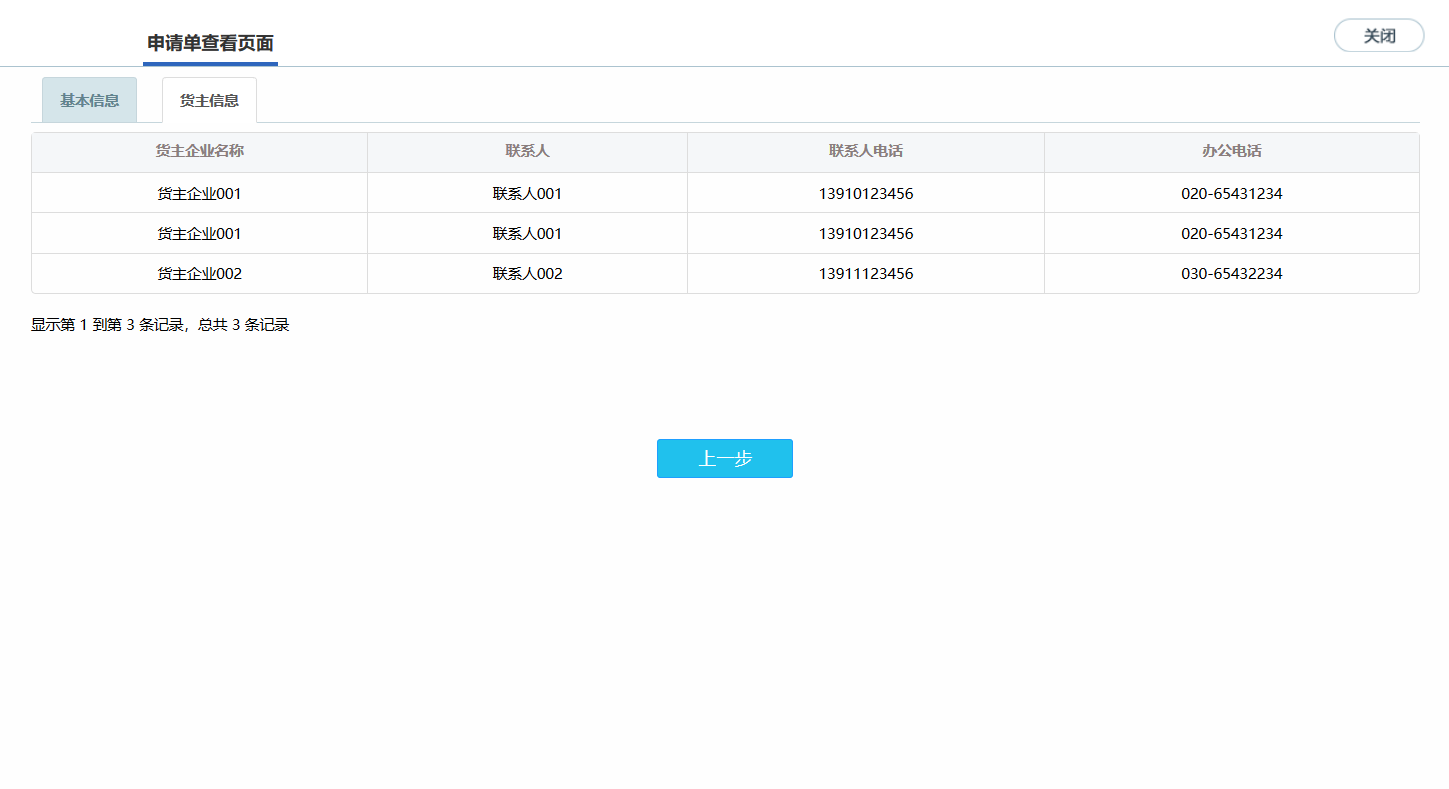 申请单查看页面
关闭
基本信息 货主信息
货主企业名称 联系人 联系人电话 办公电话
货主企业001 联系人001 13910123456 020-65431234
货主企业001 联系人001 13910123456 020-65431234
货主企业002 联系人002 13911123456 030-65432234
显示第 1 到第 3 条记录，总共 3 条记录
上一步